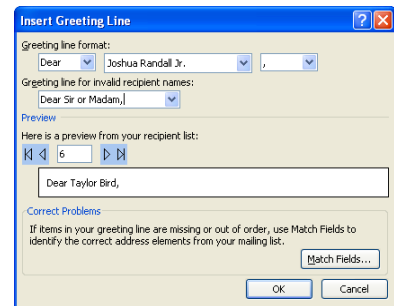 Insert Greeting Line
Greeting line format:
Dear Joshua Randall Jr. ,
Greeting line for invalid recipient names:
Dear Sir or Madam,
Preview
Here is a preview from your recipient list:
6
Dear Taylor Bird,
Correct Problems
If items in your greeting line are missing or out of order, use Match Fields to
identify the correct address elements from your mailing list.
Match Fields...
OK Cancel